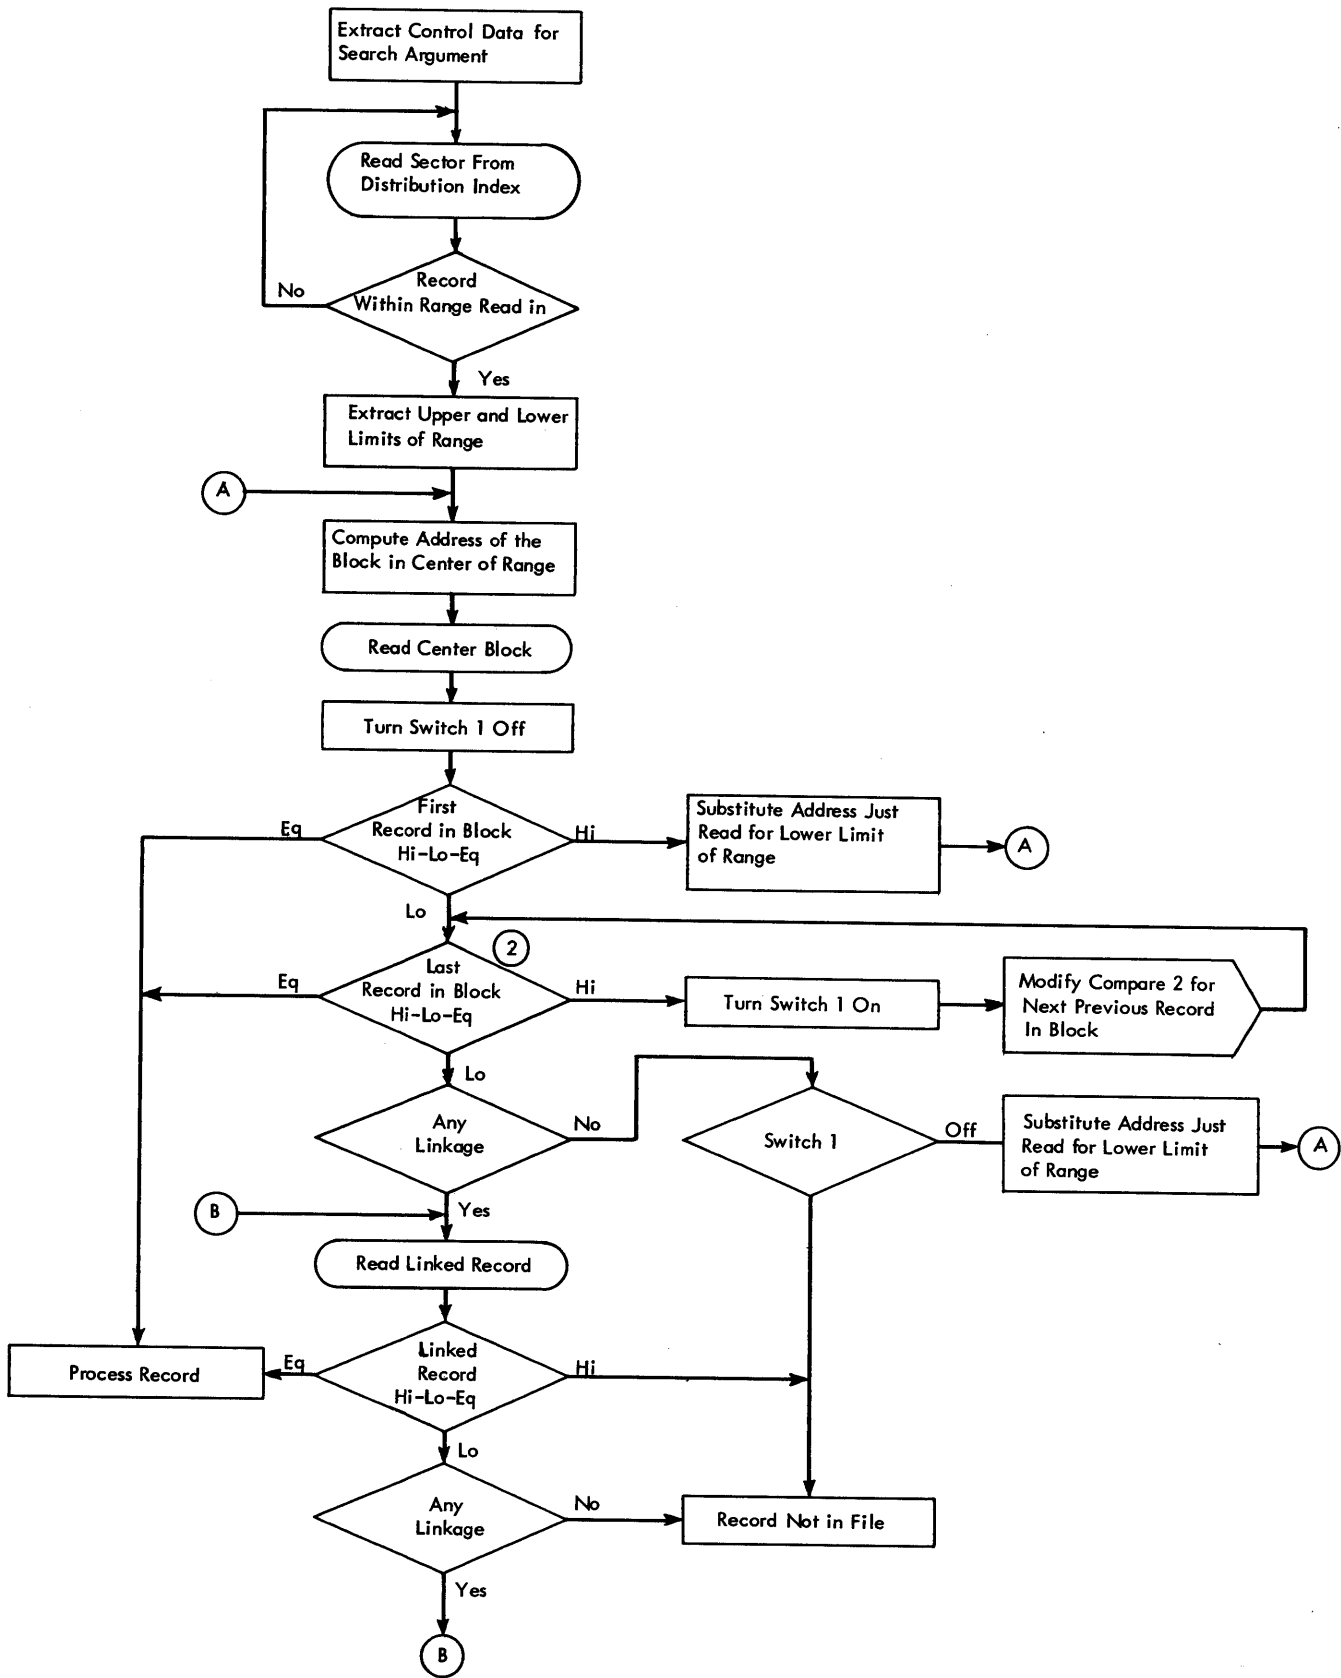 Extract Control Data for
Search Argument
Read Sector From
Distribution Index
Record
Within Range Read in
No
Yes
Extract Upper and Lower
Limits of Range
A
Compute Address of the
Block in Center of Range
Read Center Block
Turn Switch 1 Off
First
Record in Block
Hi-Lo-Eq
Eq
Hi
Substitute Address Just
Read for Lower Limit
of Range
A
Lo
2
Last
Record in Block
Hi-Lo-Eq
Eq
Hi
Turn Switch 1 On
Modify Compare 2 for
Next Previous Record
In Block
Lo
Any
Linkage
No
Switch 1
Off
Substitute Address Just
Read for Lower Limit
of Range
A
B
Yes
Read Linked Record
Process Record
Eq
Linked
Record
Hi-Lo-Eq
Hi
Lo
Any
Linkage
No
Record Not in File
Yes
B